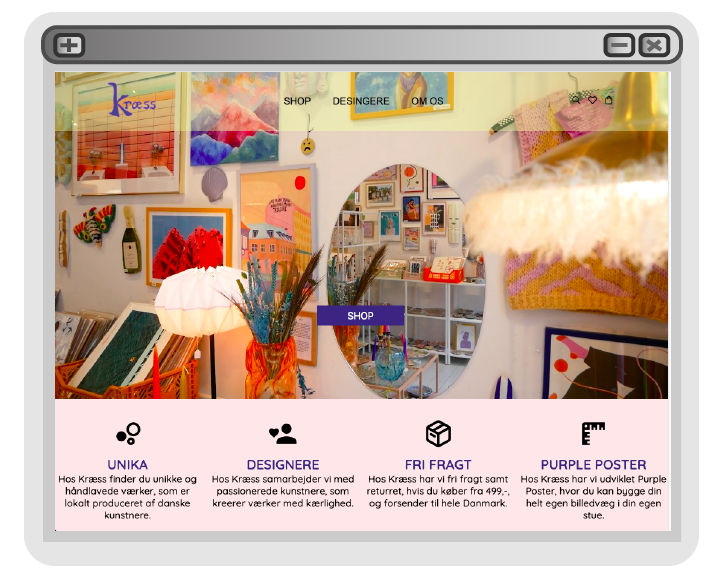 kræss
SHOP DESINGERE OM OS
SHOP
UNIKA
Hos Kræss finder du unikke og
håndlavede værker, som er
lokalt produceret af danske
kunstnere.
DESIGNERE
Hos Kræss samarbejder vi med
passionerede kunstnere, som
kreerer værker med kærlighed.
FRI FRAGT
Hos Kræss har vi fri fragt samt
returret, hvis du køber fra 499,-,
og forsender til hele Danmark.
PURPLE POSTER
Hos Kræss har vi udviklet Purple
Poster, hvor du kan bygge din
helt egen billedvæg i din egen
stue.